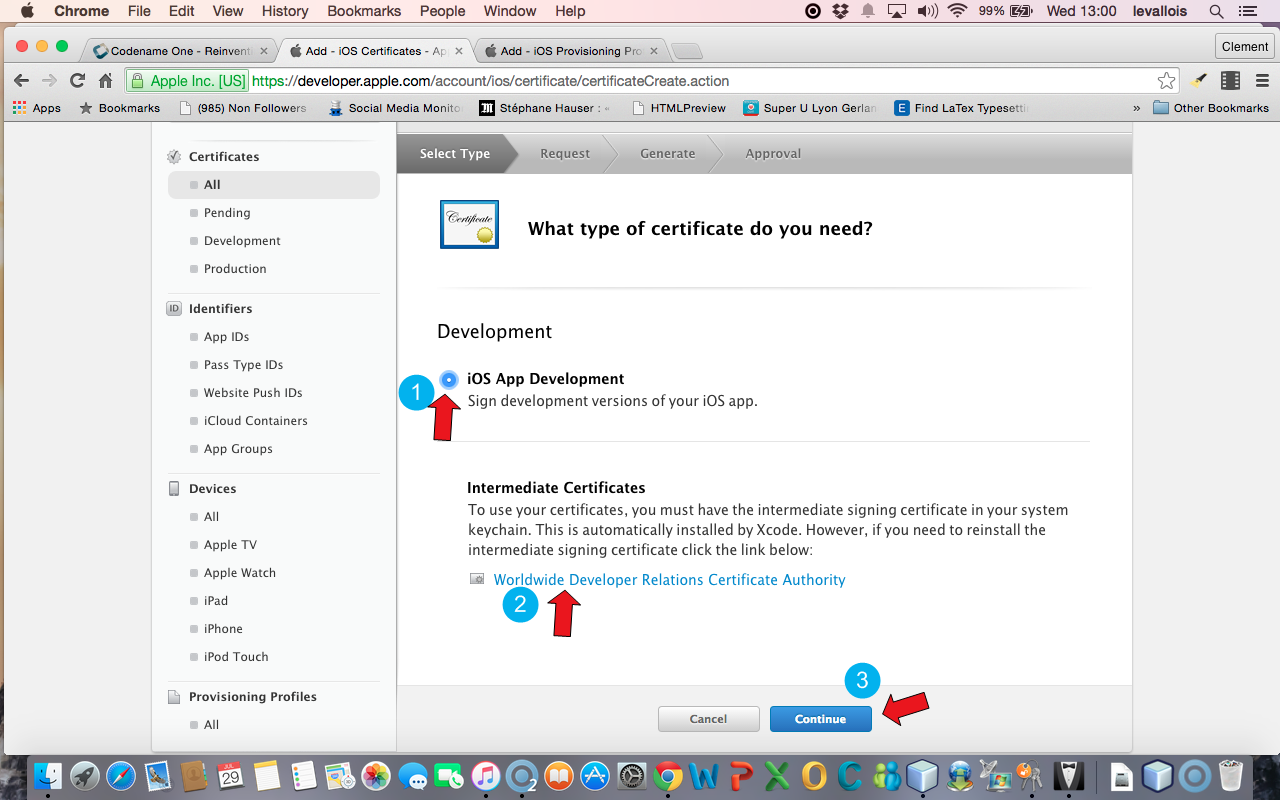 Chrome File Edit View History Bookmarks People Window Help 99% Wed 13:00 levallois
Codename One - Reinventi Add - iOS Certificates - Ap Add - iOS Provisioning Pro Clement
Apple Inc. [US] https://developer.apple.com/account/ios/certificate/certificateCreate.action
Apps Bookmarks (985) Non Followers Social Media Monito Stéphane Hauser : « HTMLPreview Super U Lyon Gerlan Find LaTex Typesettin » Other Bookmarks
Certificates
All
Pending
Development
Production
ID Identifiers
App IDs
Pass Type IDs
Website Push IDs
iCloud Containers
App Groups
Devices
All
Apple TV
Apple Watch
iPad
iPhone
iPod Touch
Provisioning Profiles
All
Select Type Request Generate Approval
Certificate
What type of certificate do you need?
Development
1 iOS App Development
Sign development versions of your iOS app.
Intermediate Certificates
To use your certificates, you must have the intermediate signing certificate in your system
keychain. This is automatically installed by Xcode. However, if you need to reinstall the
intermediate signing certificate click the link below:
Worldwide Developer Relations Certificate Authority
2
3
Cancel Continue
JUL
29
2